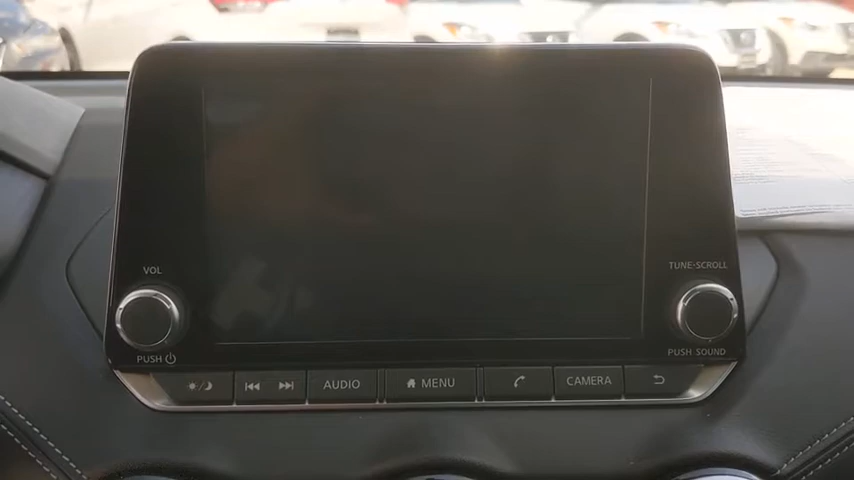 VOL
TUNE·SCROLL
PUSH
PUSH SOUND
AUDIO
MENU
CAMERA